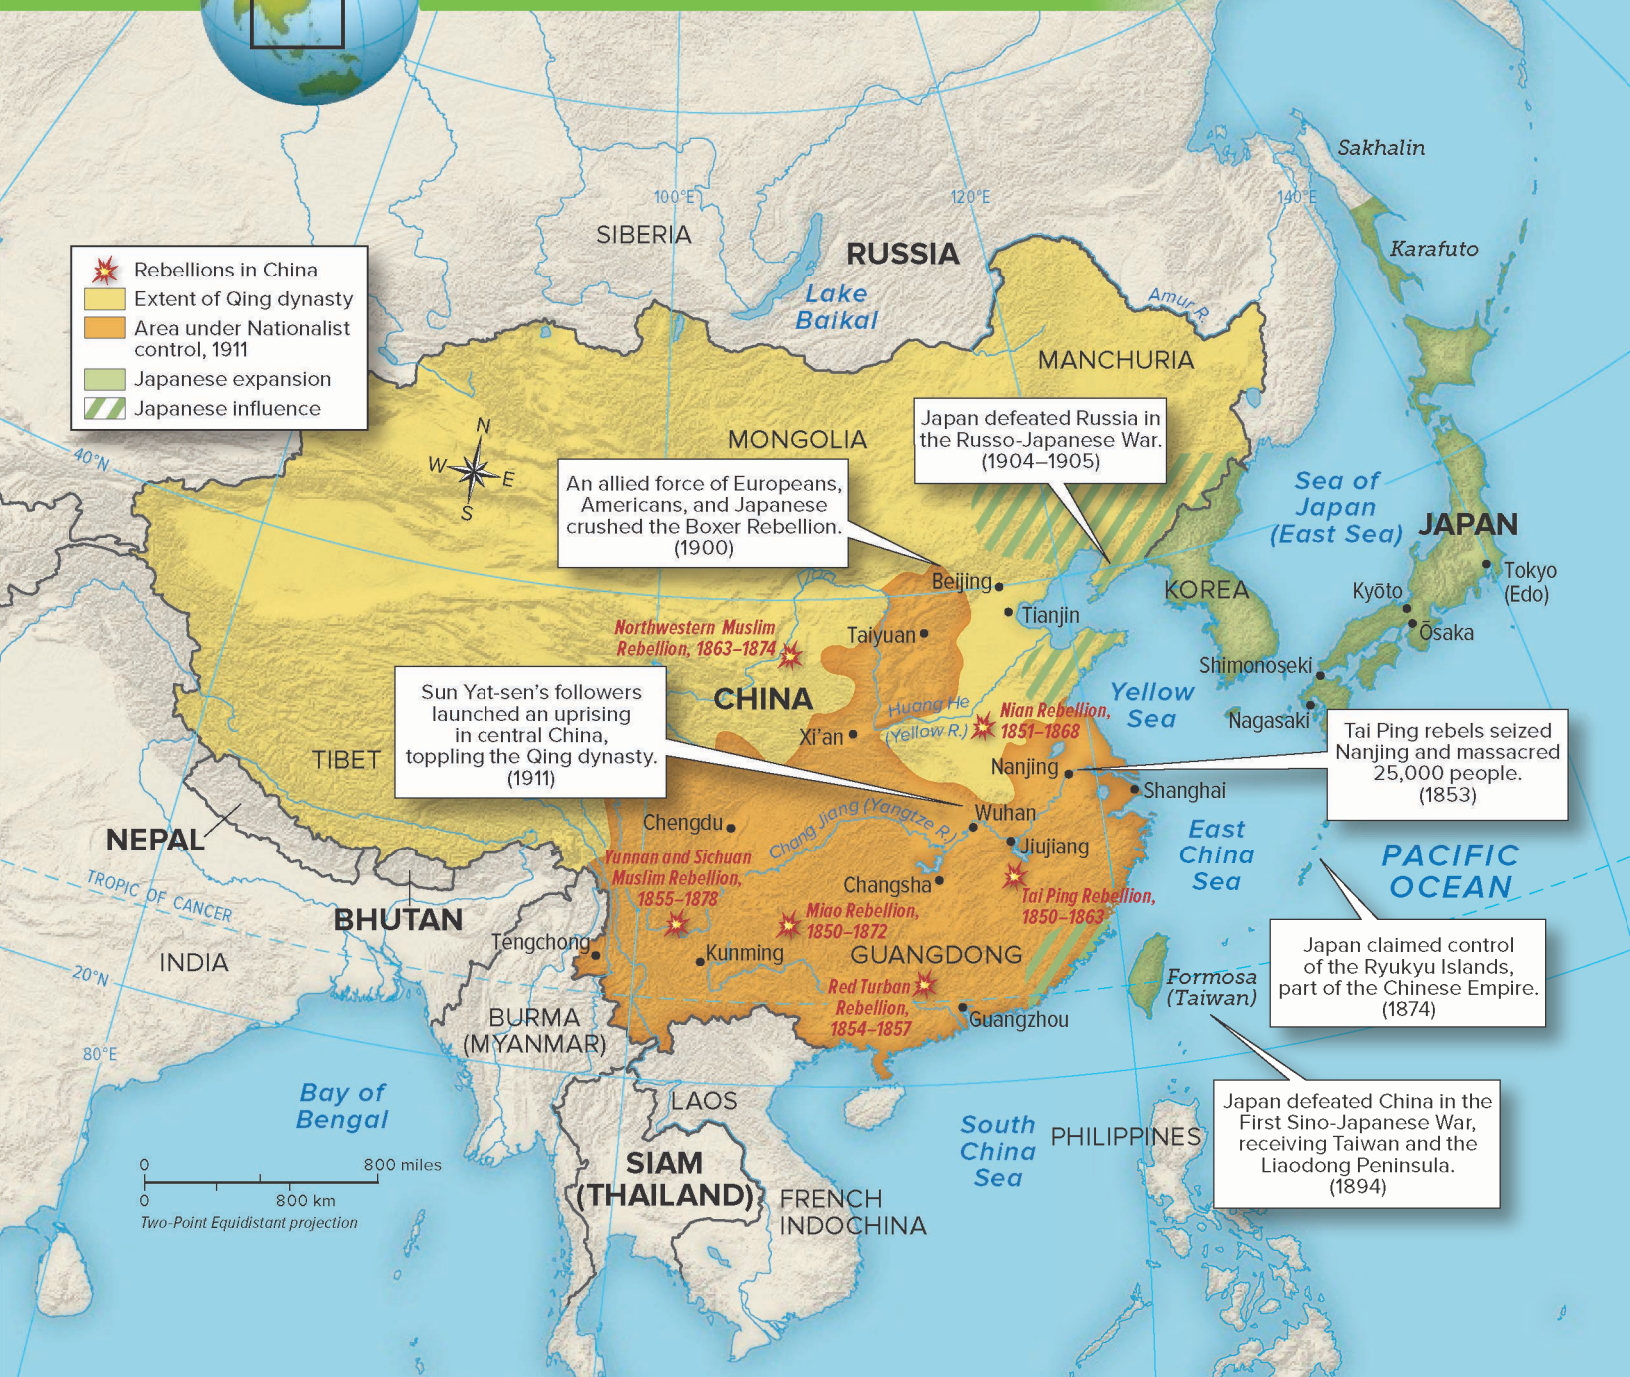 Sakhalin
100°E
120°E
140°E
SIBERIA
RUSSIA
Karafuto
Rebellions in China
Extent of Qing dynasty
Area under Nationalist
control, 1911
Japanese expansion
Japanese influence
Lake
Baikal
Amur R.
MANCHURIA
Japan defeated Russia in
the Russo-Japanese War.
(1904–1905)
MONGOLIA
N
W
E
S
40°N
An allied force of Europeans,
Americans, and Japanese
crushed the Boxer Rebellion.
(1900)
Sea of
Japan
(East Sea)
JAPAN
Beijing
KOREA
Tokyo
(Edo)
Kyōto
Ōsaka
Tianjin
Taiyuan
Northwestern Muslim
Rebellion, 1863–1874
Shimonoseki
Nagasaki
Yellow
Sea
CHINA
Sun Yat-sen's followers
launched an uprising
in central China,
toppling the Qing dynasty.
(1911)
Huang He
(Yellow R.)
Nian Rebellion,
1851–1868
Xi'an
Tai Ping rebels seized
Nanjing and massacred
25,000 people.
(1853)
TIBET
Nanjing
Shanghai
Wuhan
Chengdu
Chang Jiang (Yangtze R.)
Jiujiang
NEPAL
East
China
Sea
PACIFIC
OCEAN
Yunnan and Sichuan
Muslim Rebellion,
1855–1878
Changsha
Tai Ping Rebellion,
1850–1863
TROPIC OF CANCER
BHUTAN
Miao Rebellion,
1850–1872
Tengchong
Kunming
GUANGDONG
INDIA
20°N
Japan claimed control
of the Ryukyu Islands,
part of the Chinese Empire.
(1874)
Formosa
(Taiwan)
Red Turban
Rebellion,
1854–1857
Guangzhou
BURMA
(MYANMAR)
80°E
Bay of
Bengal
LAOS
Japan defeated China in the
First Sino-Japanese War,
receiving Taiwan and the
Liaodong Peninsula.
(1894)
South
China
Sea
PHILIPPINES
0
800 miles
0
800 km
Two-Point Equidistant projection
SIAM
(THAILAND)
FRENCH
INDOCHINA